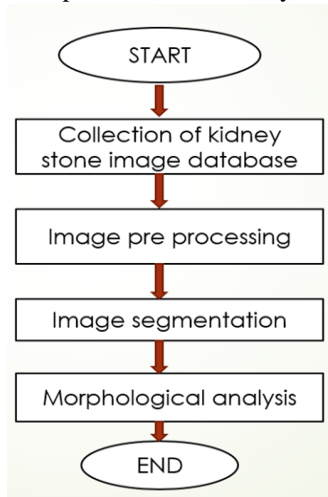 START
Collection of kidney
stone image database
Image pre processing
Image segmentation
Morphological analysis
END